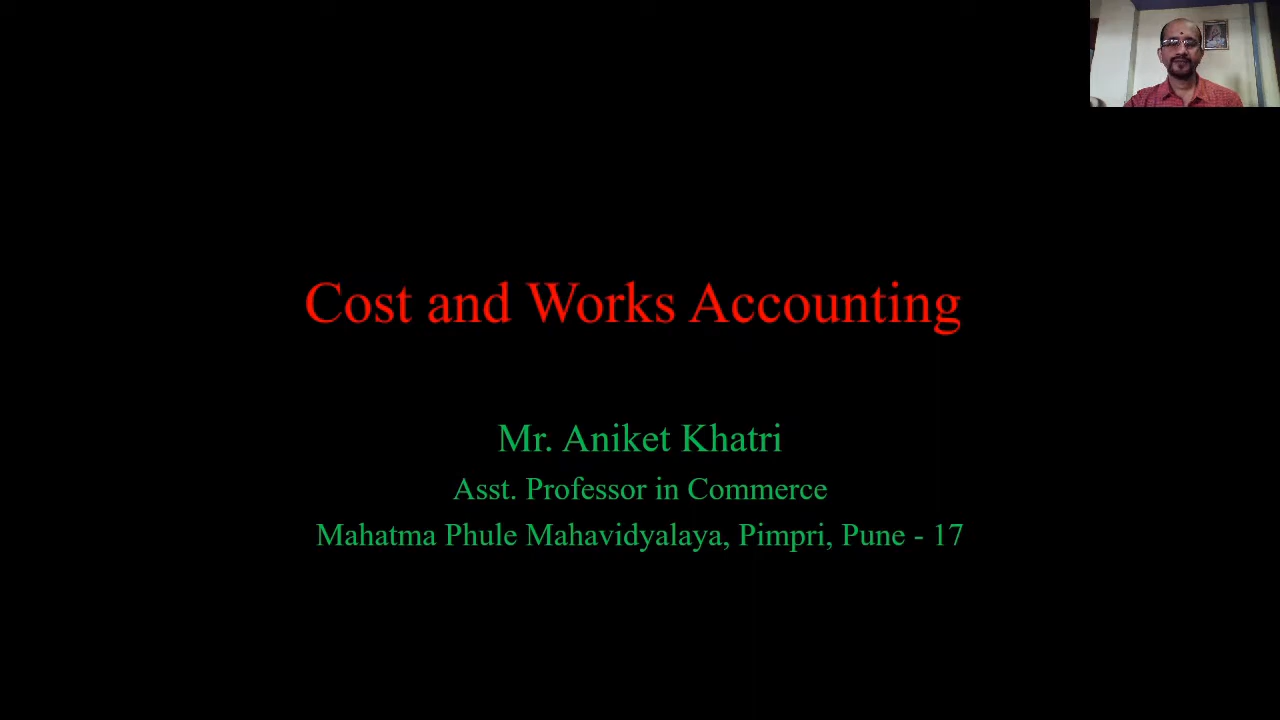 Cost and Works Accounting
Mr. Aniket Khatri
Asst. Professor in Commerce
Mahatma Phule Mahavidyalaya, Pimpri, Pune - 17